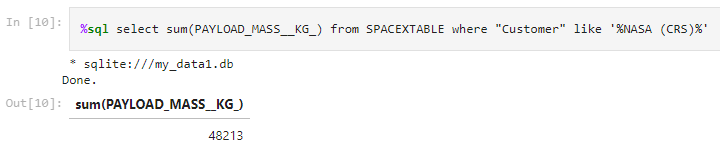 In [10]: %sql select sum(PAYLOAD_MASS__KG_) from SPACEXTABLE where "Customer" like '%NASA (CRS)%'
* sqlite:///my_data1.db
Done.
Out[10]: sum(PAYLOAD_MASS__KG_)
48213